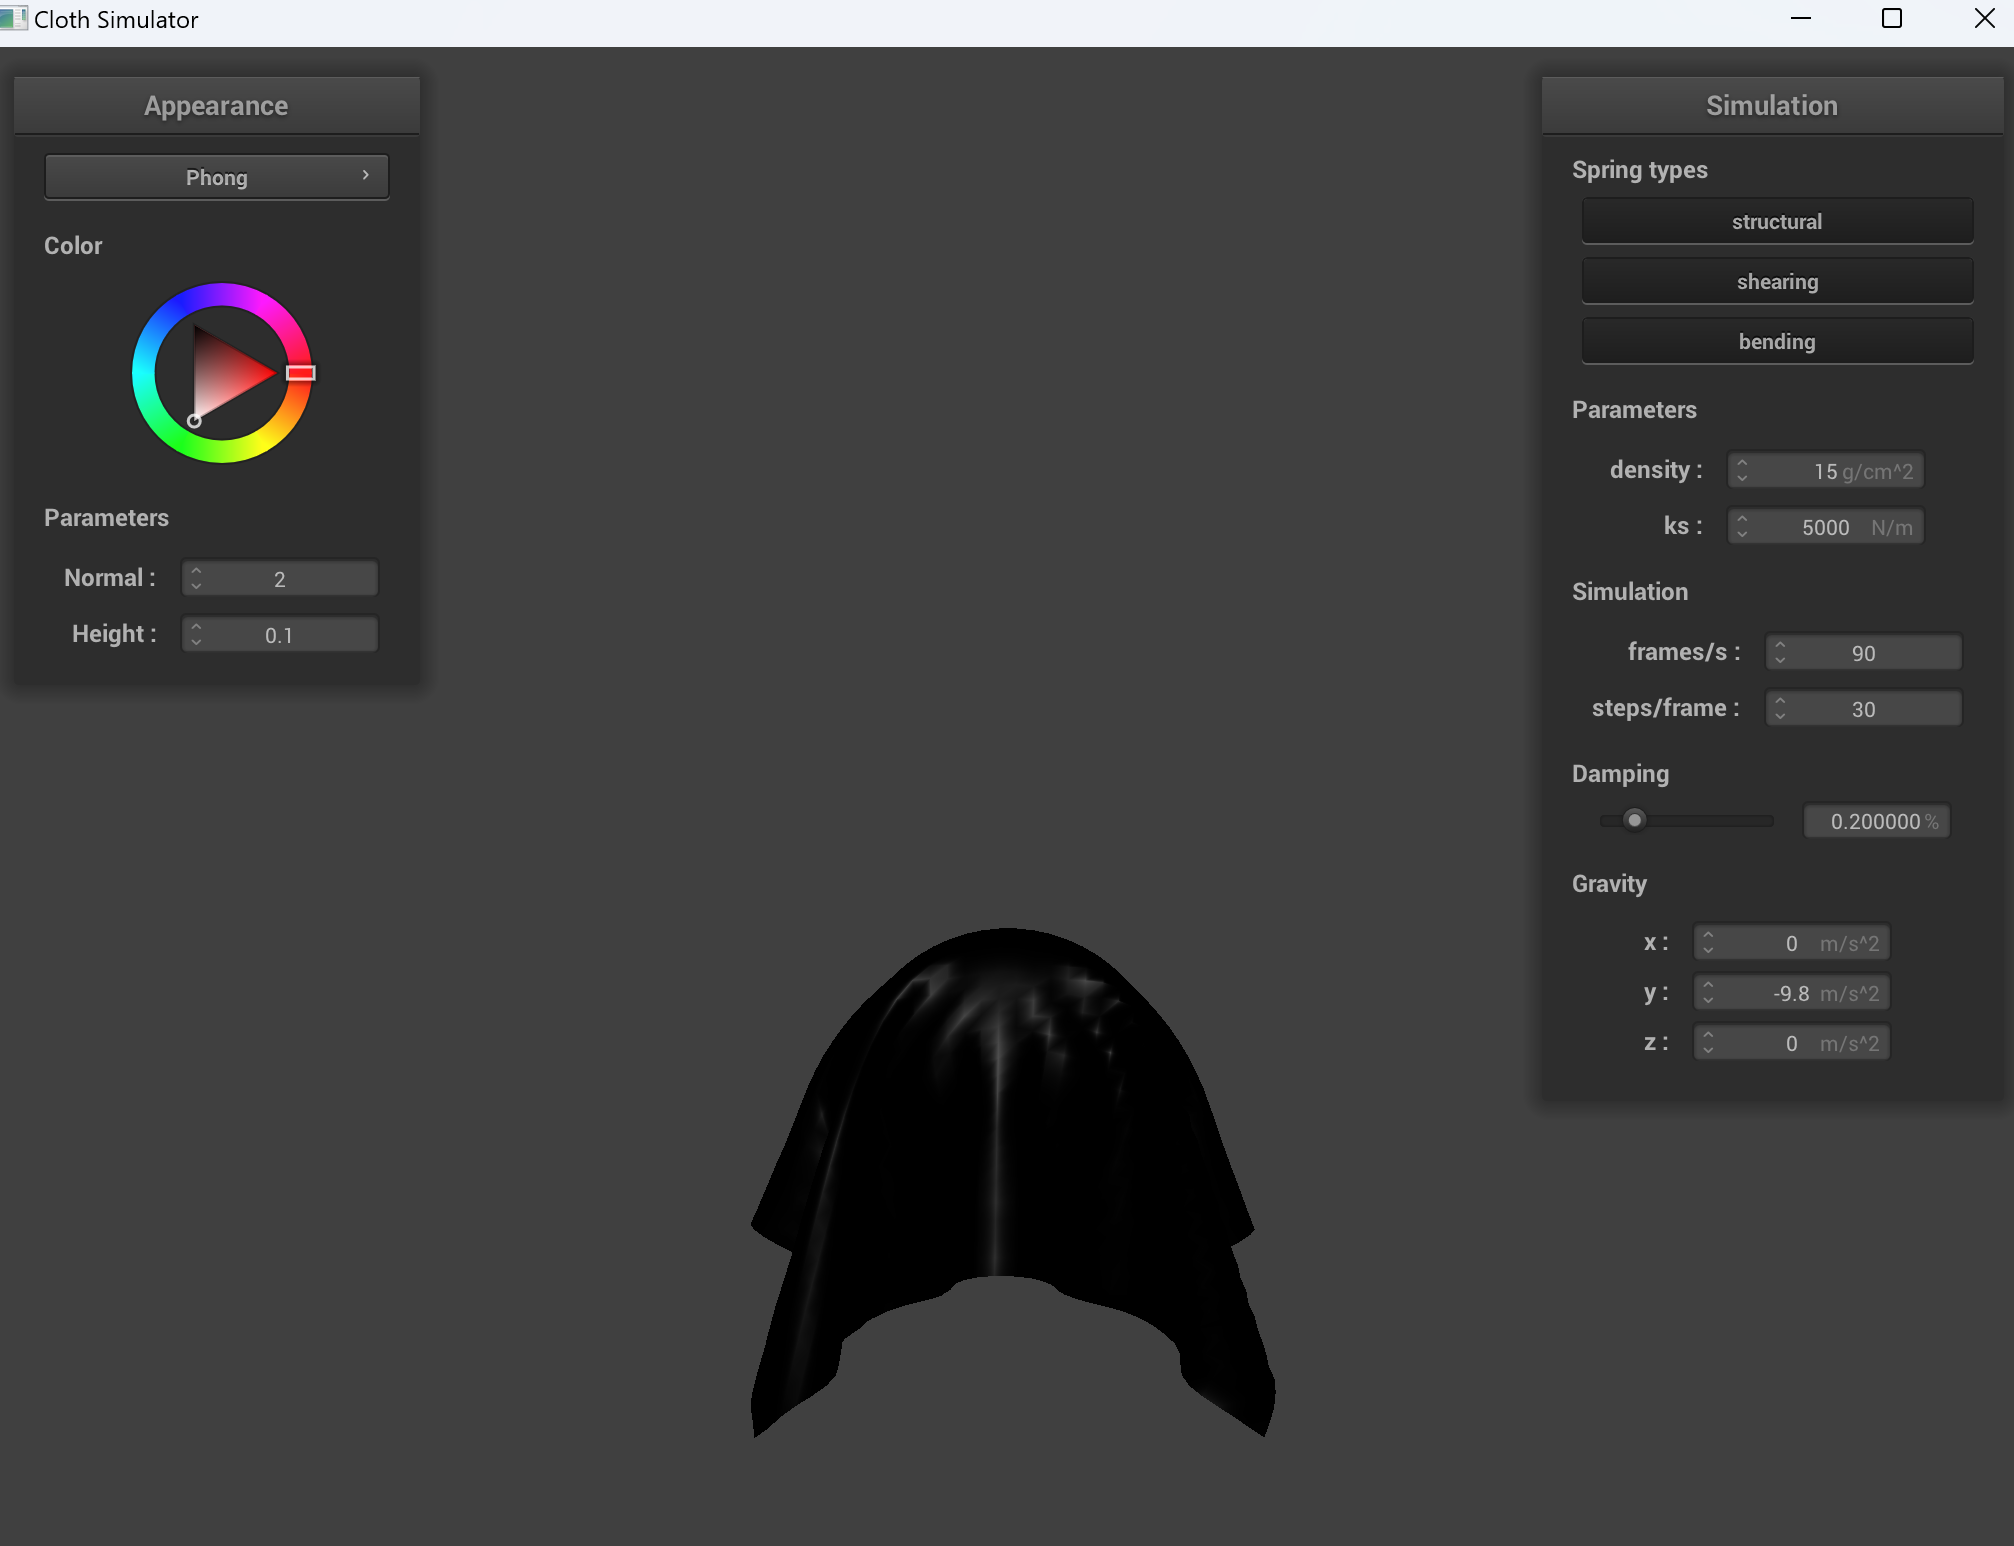 Cloth Simulator
Appearance
Phong
Color
Parameters
Normal : 2
Height : 0.1
Simulation
Spring types
structural
shearing
bending
Parameters
density : 15 g/cm^2
ks : 5000 N/m
Simulation
frames/s : 90
steps/frame : 30
Damping
0.200000 %
Gravity
x : 0 m/s^2
y : -9.8 m/s^2
z : 0 m/s^2